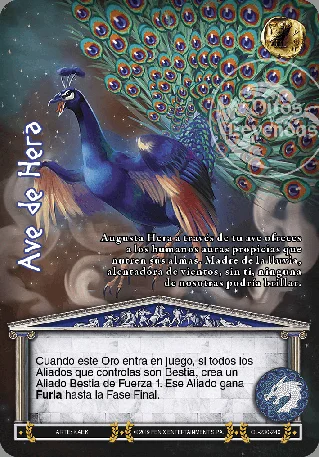 Mitos
Leyendas
Ave de Hera
Augusta Hera a través de tu ave ofreces
a los humanos auras propicias que
nutren sus almas, Madre de la lluvia,
alentadora de vientos, sin ti, ninguna
de nosotras podría brillar.
Cuando este Oro entra en juego, si todos los
Aliados que controlas son Bestia, crea un
Aliado Bestia de Fuerza 1. Ese Aliado gana
Furia hasta la Fase Final.